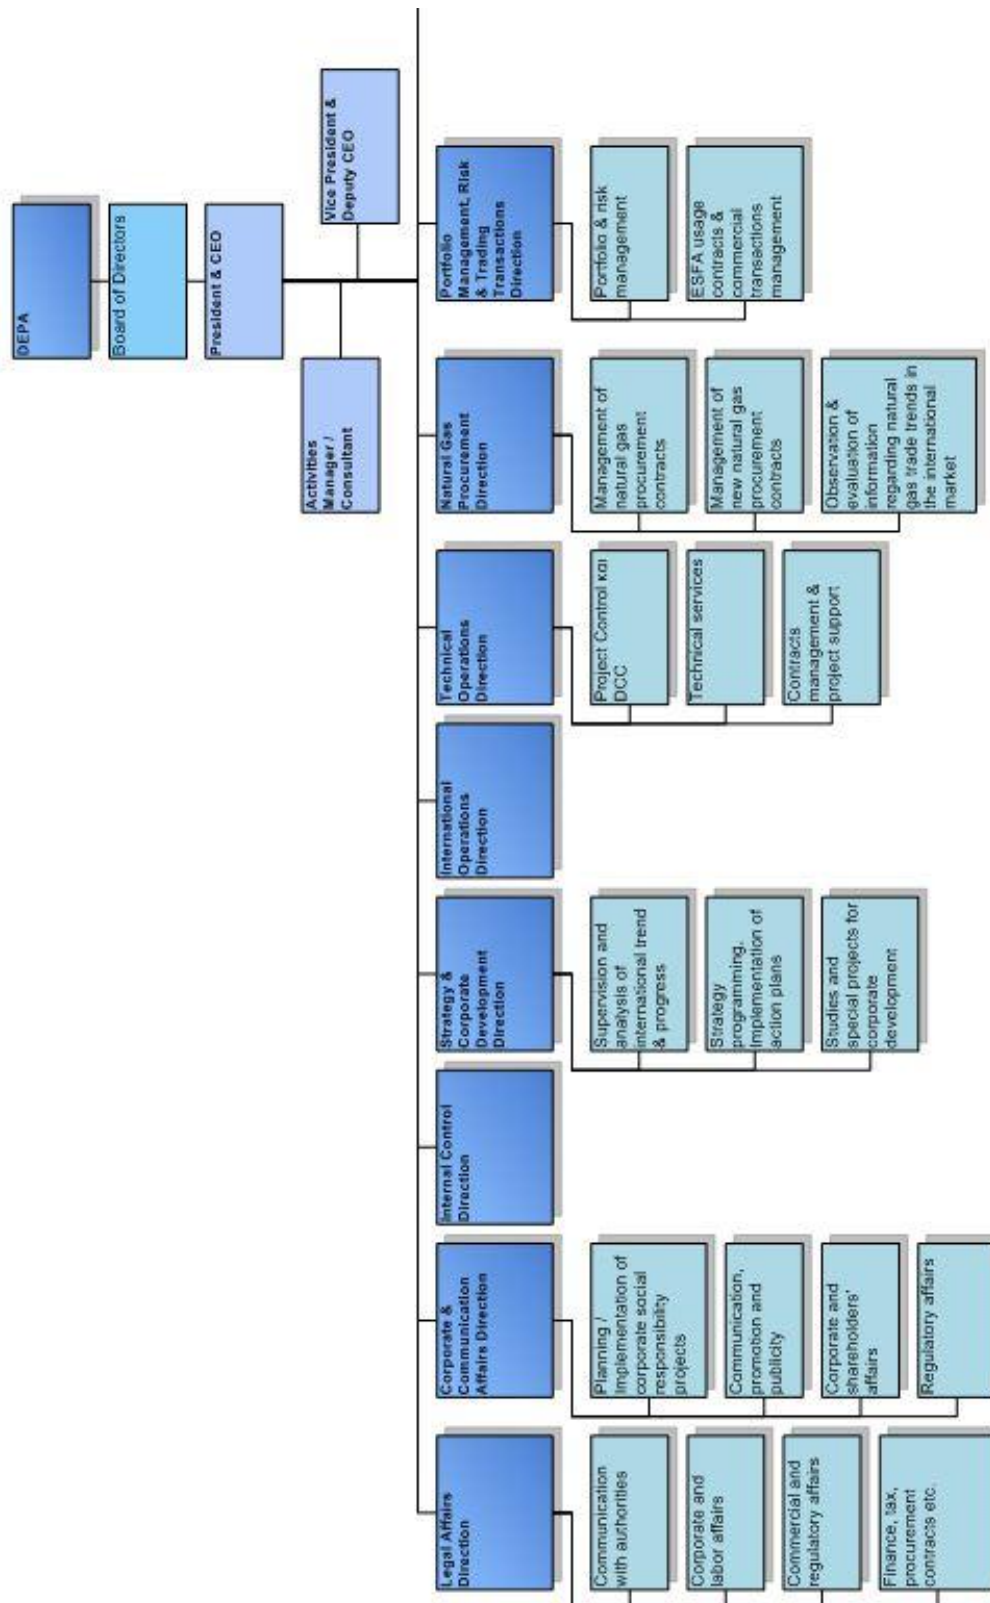 DEPA
Board of Directors
President & CEO
Vice President &
Deputy CEO
Activities
Manager /
Consultant
Legal Affairs
Direction
Communication
with authorities
Corporate and
labor affairs
Commercial and
regulatory affairs
Finance, tax,
procurement
contracts etc.
Corporate &
Communication
Affairs Direction
Planning /
Implementation of
corporate social
responsibility
projects
Communication,
promotion and
publicity
Corporate and
shareholders'
affairs
Regulatory affairs
Internal Control
Direction
Strategy &
Corporate
Development
Direction
Supervision and
analysis of
international trend
& progress
Strategy
programming,
Implementation of
action plans
Studies and
special projects for
corporate
development
International
Operations
Direction
Technical
Operations
Direction
Project Control και
DCC
Technical services
Contracts
management &
project support
Natural Gas
Procurement
Direction
Management of
natural gas
procurement
contracts
Management of
new natural gas
procurement
contracts
Observation &
evaluation of
information
regarding natural
gas trade trends in
the international
market
Portfolio
Management, Risk
& Trading
Transactions
Direction
Portfolio & risk
management
ESFA usage
contracts &
commercial
transactions
management